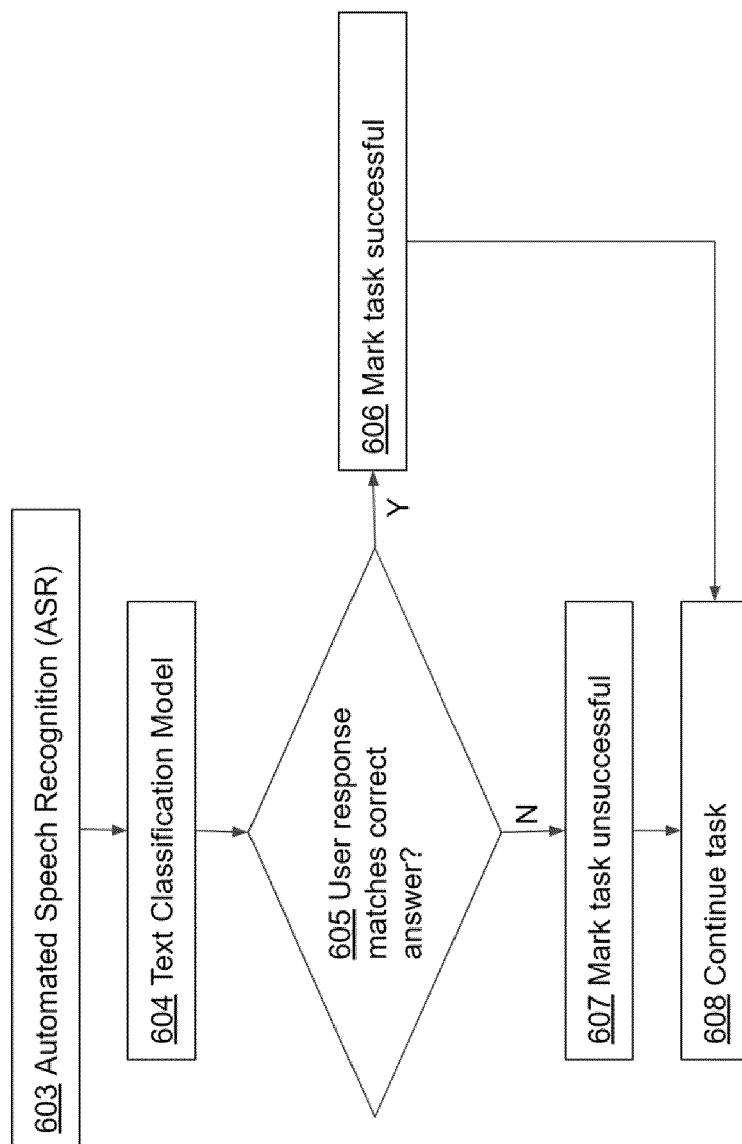 603 Automated Speech Recognition (ASR)
604 Text Classification Model
605 User response
matches correct
answer?
Y
606 Mark task successful
N
607 Mark task unsuccessful
608 Continue task